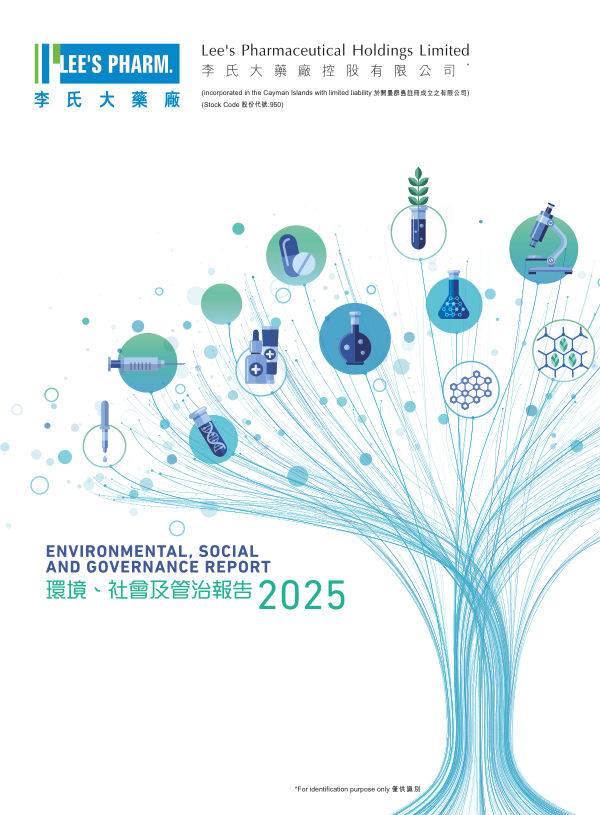 LEE'S PHARM.
李氏大藥廠
Lee's Pharmaceutical Holdings Limited
李氏大藥廠控股有限公司*
(incorporated in the Cayman Islands with limited liability 於開曼群島註冊成立之有限公司)
(Stock Code 股份代號:950)
ENVIRONMENTAL, SOCIAL
AND GOVERNANCE REPORT
環境、社會及管治報告 2025
*For identification purpose only 僅供識別